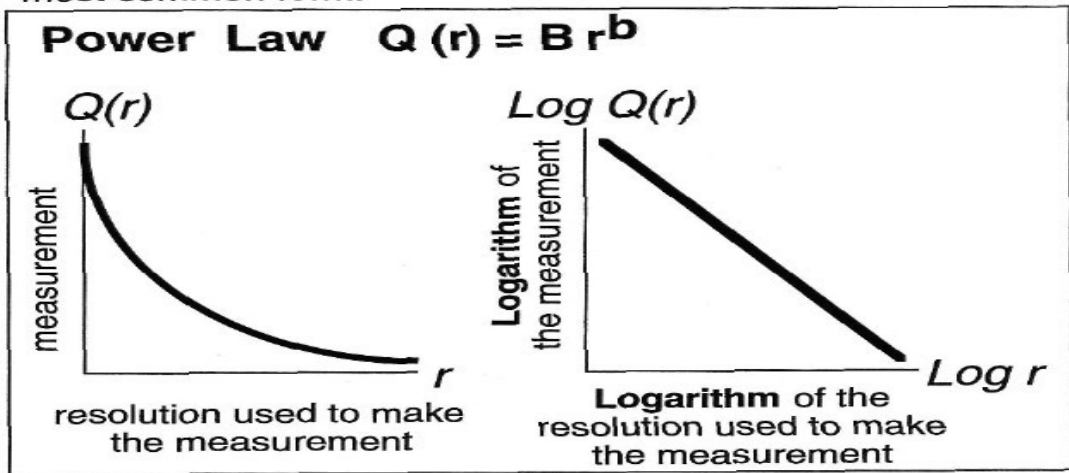 Power Law Q (r) = B r^b
Q(r)
measurement
r
resolution used to make
the measurement
Log Q(r)
Logarithm of
the measurement
Log r
Logarithm of the
resolution used to make
the measurement